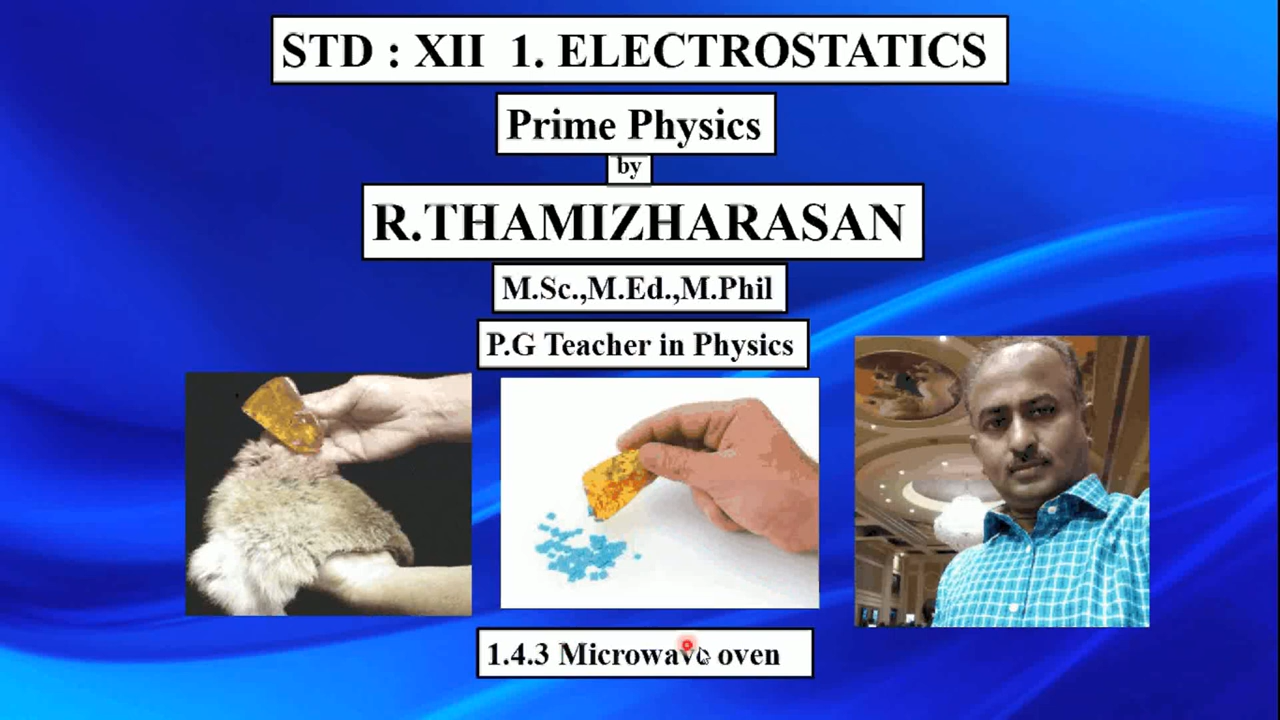 STD : XII 1. ELECTROSTATICS
Prime Physics
by
R.THAMIZHARASAN
M.Sc.,M.Ed.,M.Phil
P.G Teacher in Physics
1.4.3 Microwave oven